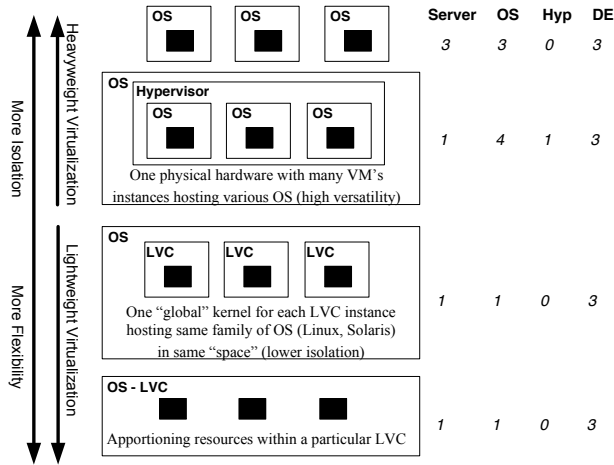 Server OS Hyp DE
OS OS OS
3 3 0 3
OS
Hypervisor
OS OS OS
One physical hardware with many VM's
instances hosting various OS (high versatility)
1 4 1 3
OS
LVC LVC LVC
One “global” kernel for each LVC instance
hosting same family of OS (Linux, Solaris)
in same “space” (lower isolation)
1 1 0 3
OS - LVC
Apportioning resources within a particular LVC
1 1 0 3
More Isolation
More Flexibility
Heavyweight Virtualization
Lightweight Virtualization